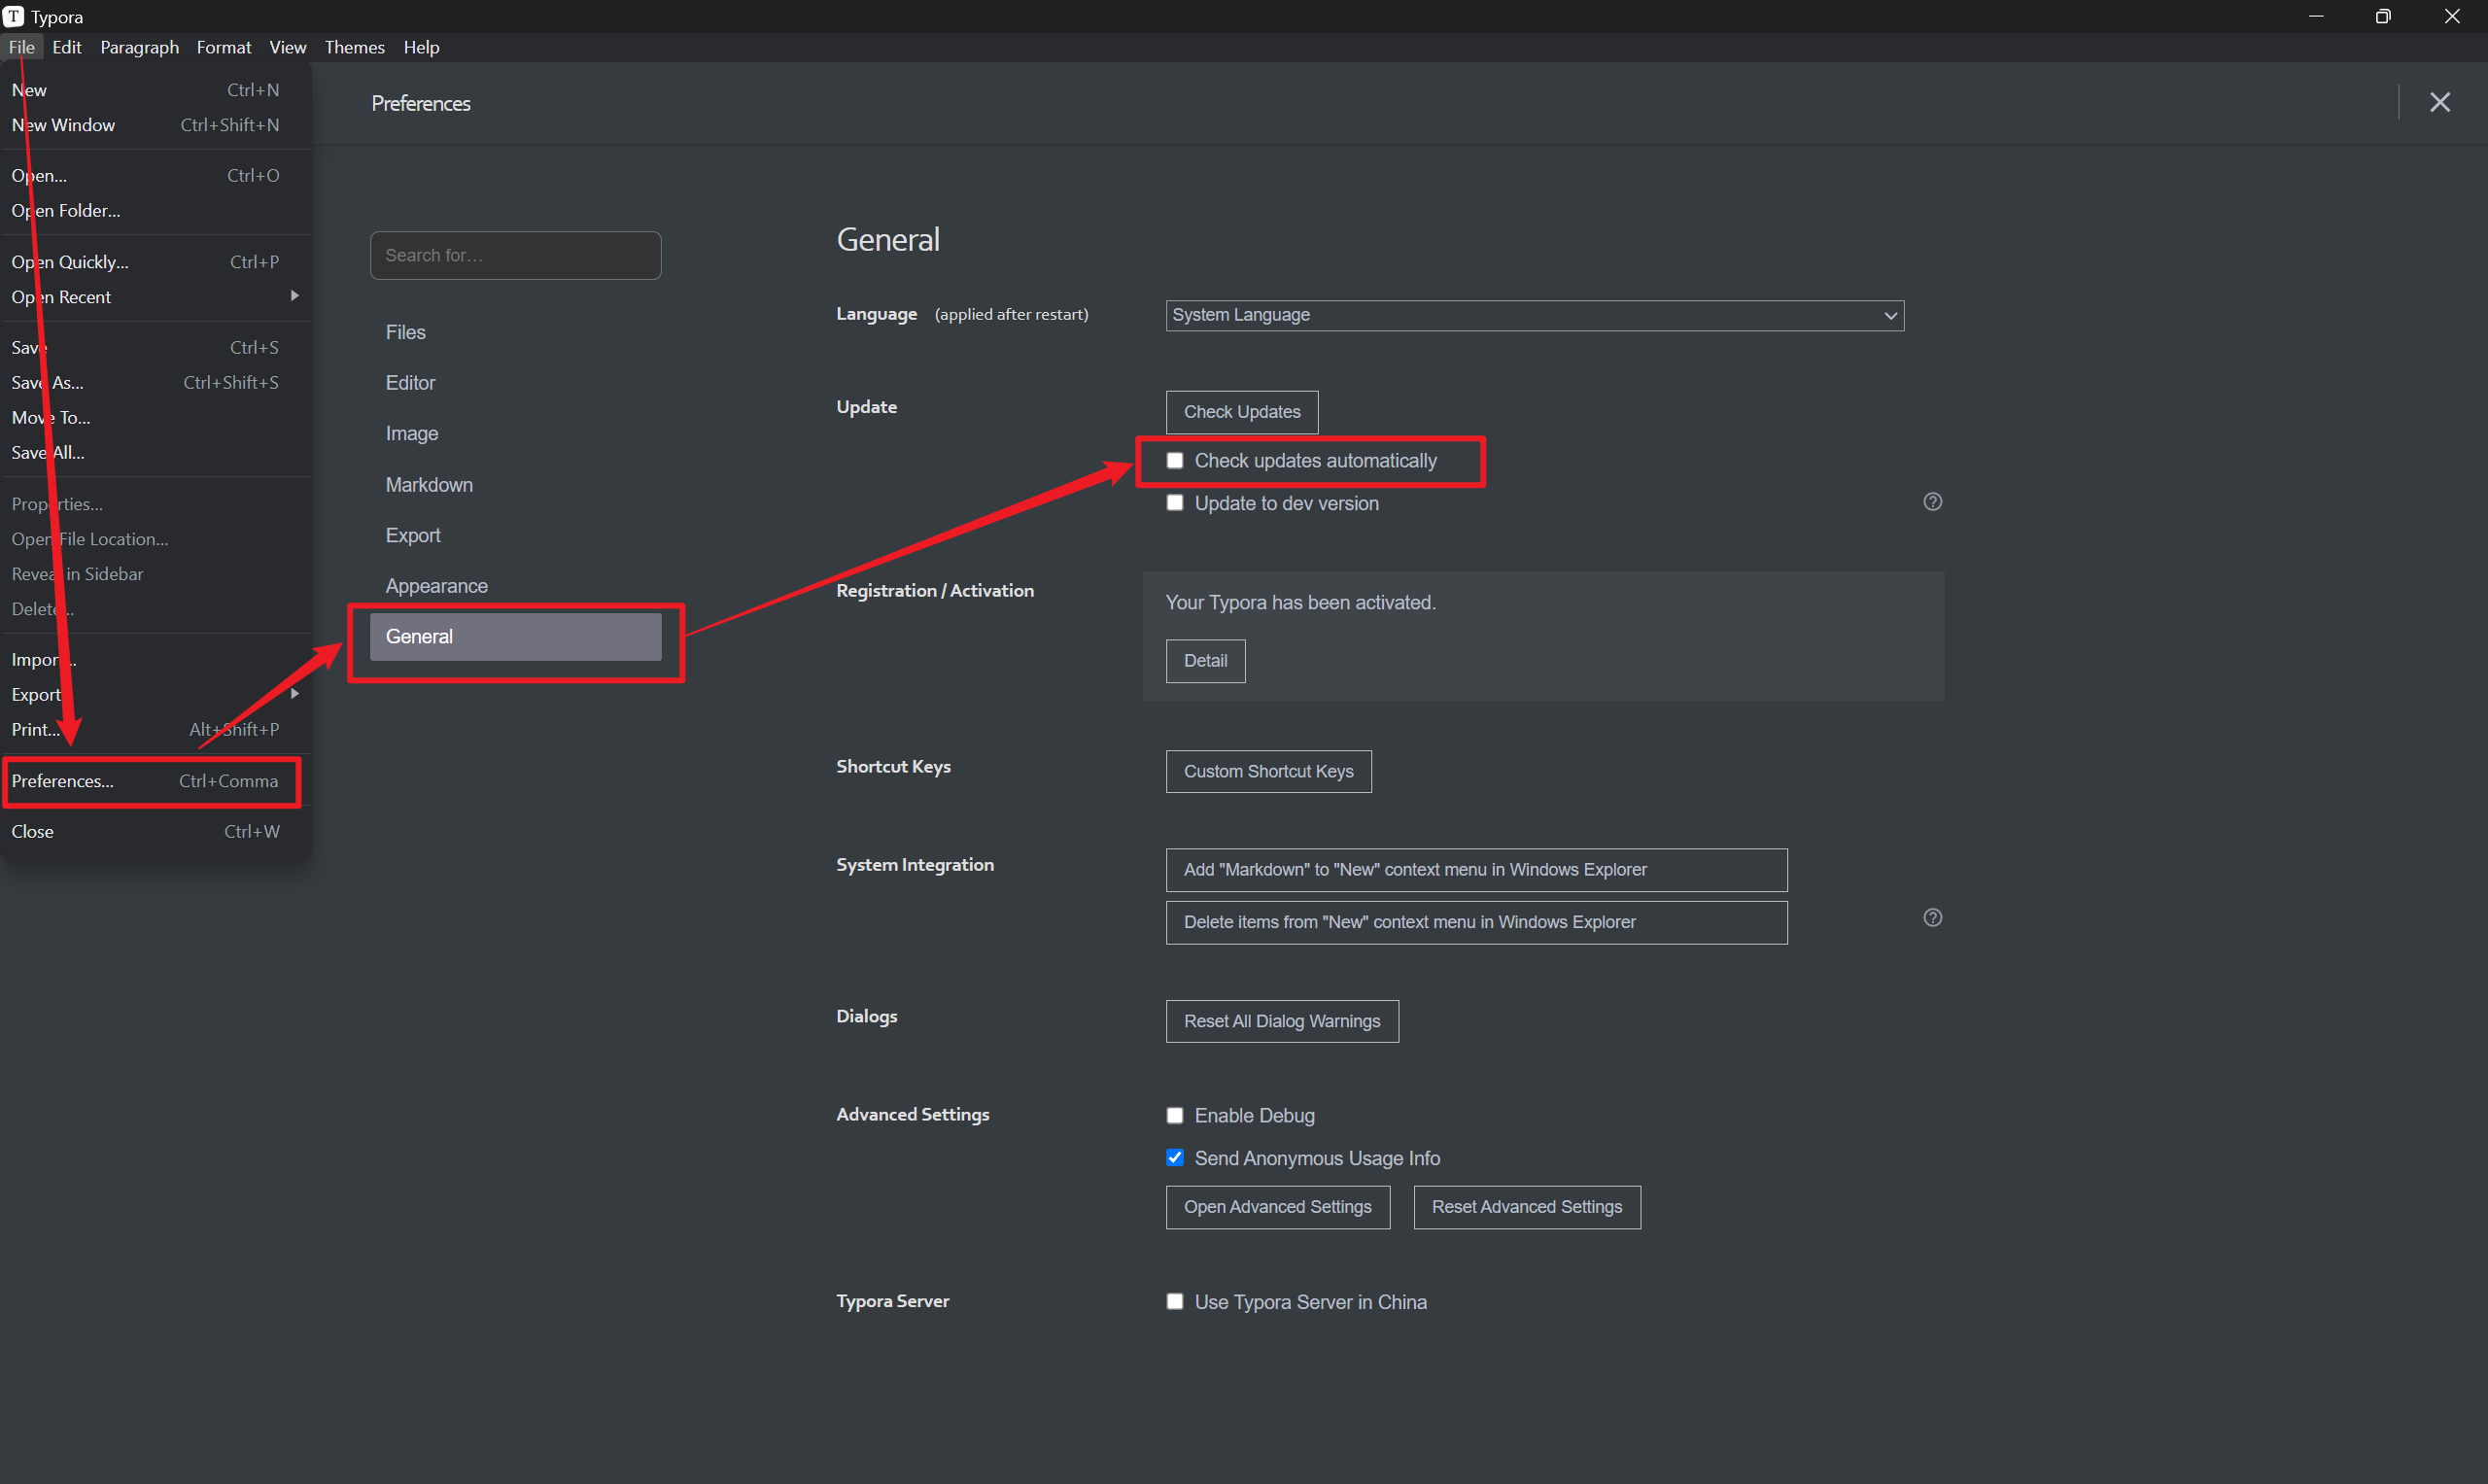 Typora
File Edit Paragraph Format View Themes Help
New Ctrl+N
New Window Ctrl+Shift+N
Open... Ctrl+O
Open Folder...
Open Quickly... Ctrl+P
Open Recent
Save Ctrl+S
Save As... Ctrl+Shift+S
Move To...
Save All...
Properties...
Open File Location...
Reveal in Sidebar
Delete...
Import...
Export
Print... Alt+Shift+P
Preferences... Ctrl+Comma
Close Ctrl+W
Preferences
Search for...
Files
Editor
Image
Markdown
Export
Appearance
General
General
Language (applied after restart) System Language
Update Check Updates
Check updates automatically
Update to dev version
Registration / Activation Your Typora has been activated.
Detail
Shortcut Keys Custom Shortcut Keys
System Integration Add "Markdown" to "New" context menu in Windows Explorer
Delete items from "New" context menu in Windows Explorer
Dialogs Reset All Dialog Warnings
Advanced Settings Enable Debug
Send Anonymous Usage Info
Open Advanced Settings Reset Advanced Settings
Typora Server Use Typora Server in China